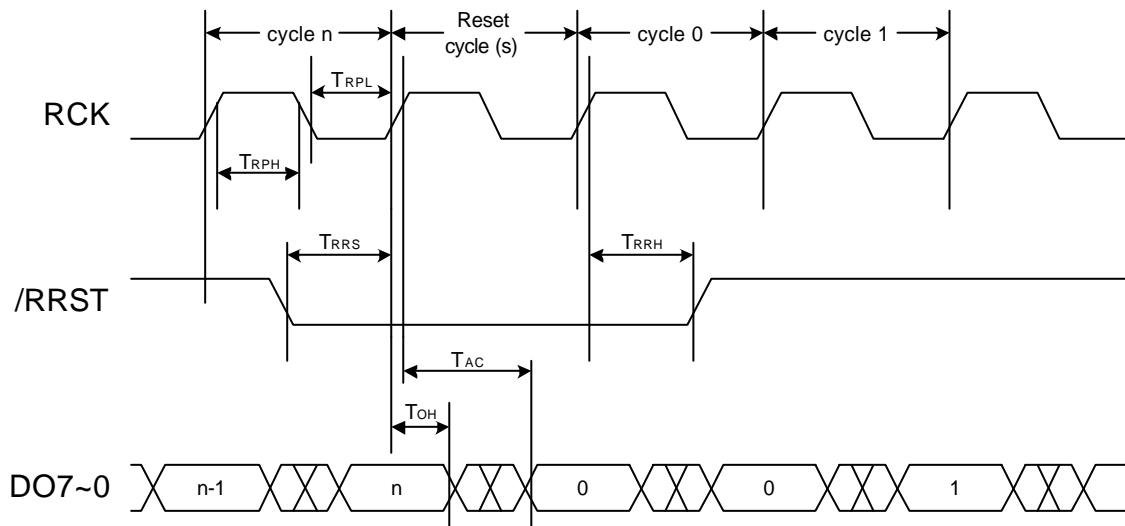 cycle n
Reset
cycle (s)
cycle 0
cycle 1
TRPL
RCK
TRPH
TRRS
TRRH
/RRST
TAC
TOH
DO7~0
n-1
n
0
0
1